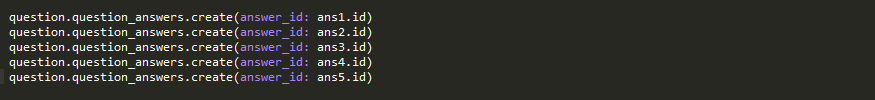 question.question_answers.create(answer_id: ans1.id)
question.question_answers.create(answer_id: ans2.id)
question.question_answers.create(answer_id: ans3.id)
question.question_answers.create(answer_id: ans4.id)
question.question_answers.create(answer_id: ans5.id)